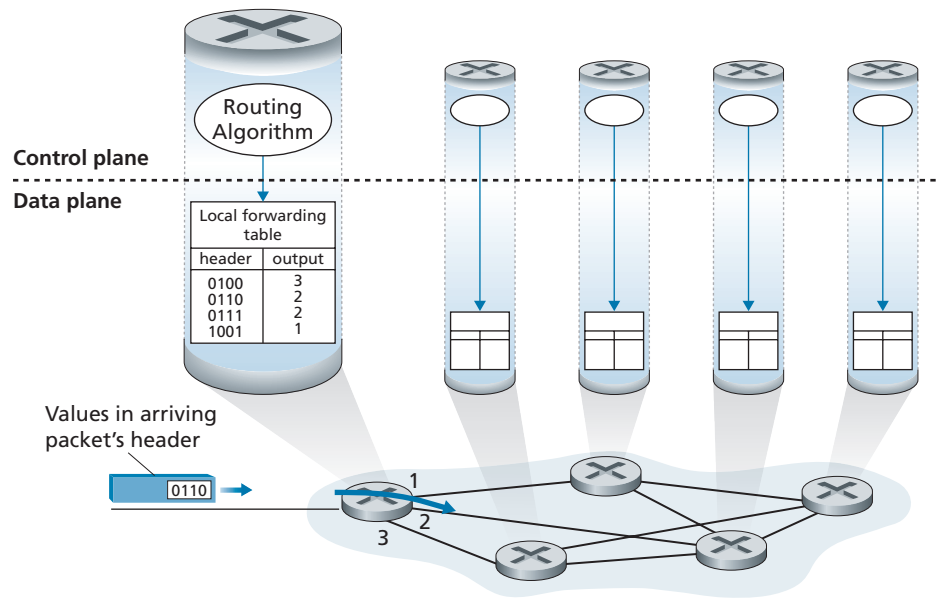 Routing
Algorithm
Control plane
Data plane
Local forwarding
table
header output
0100 3
0110 2
0111 2
1001 1
Values in arriving
packet's header
0110
1
2
3